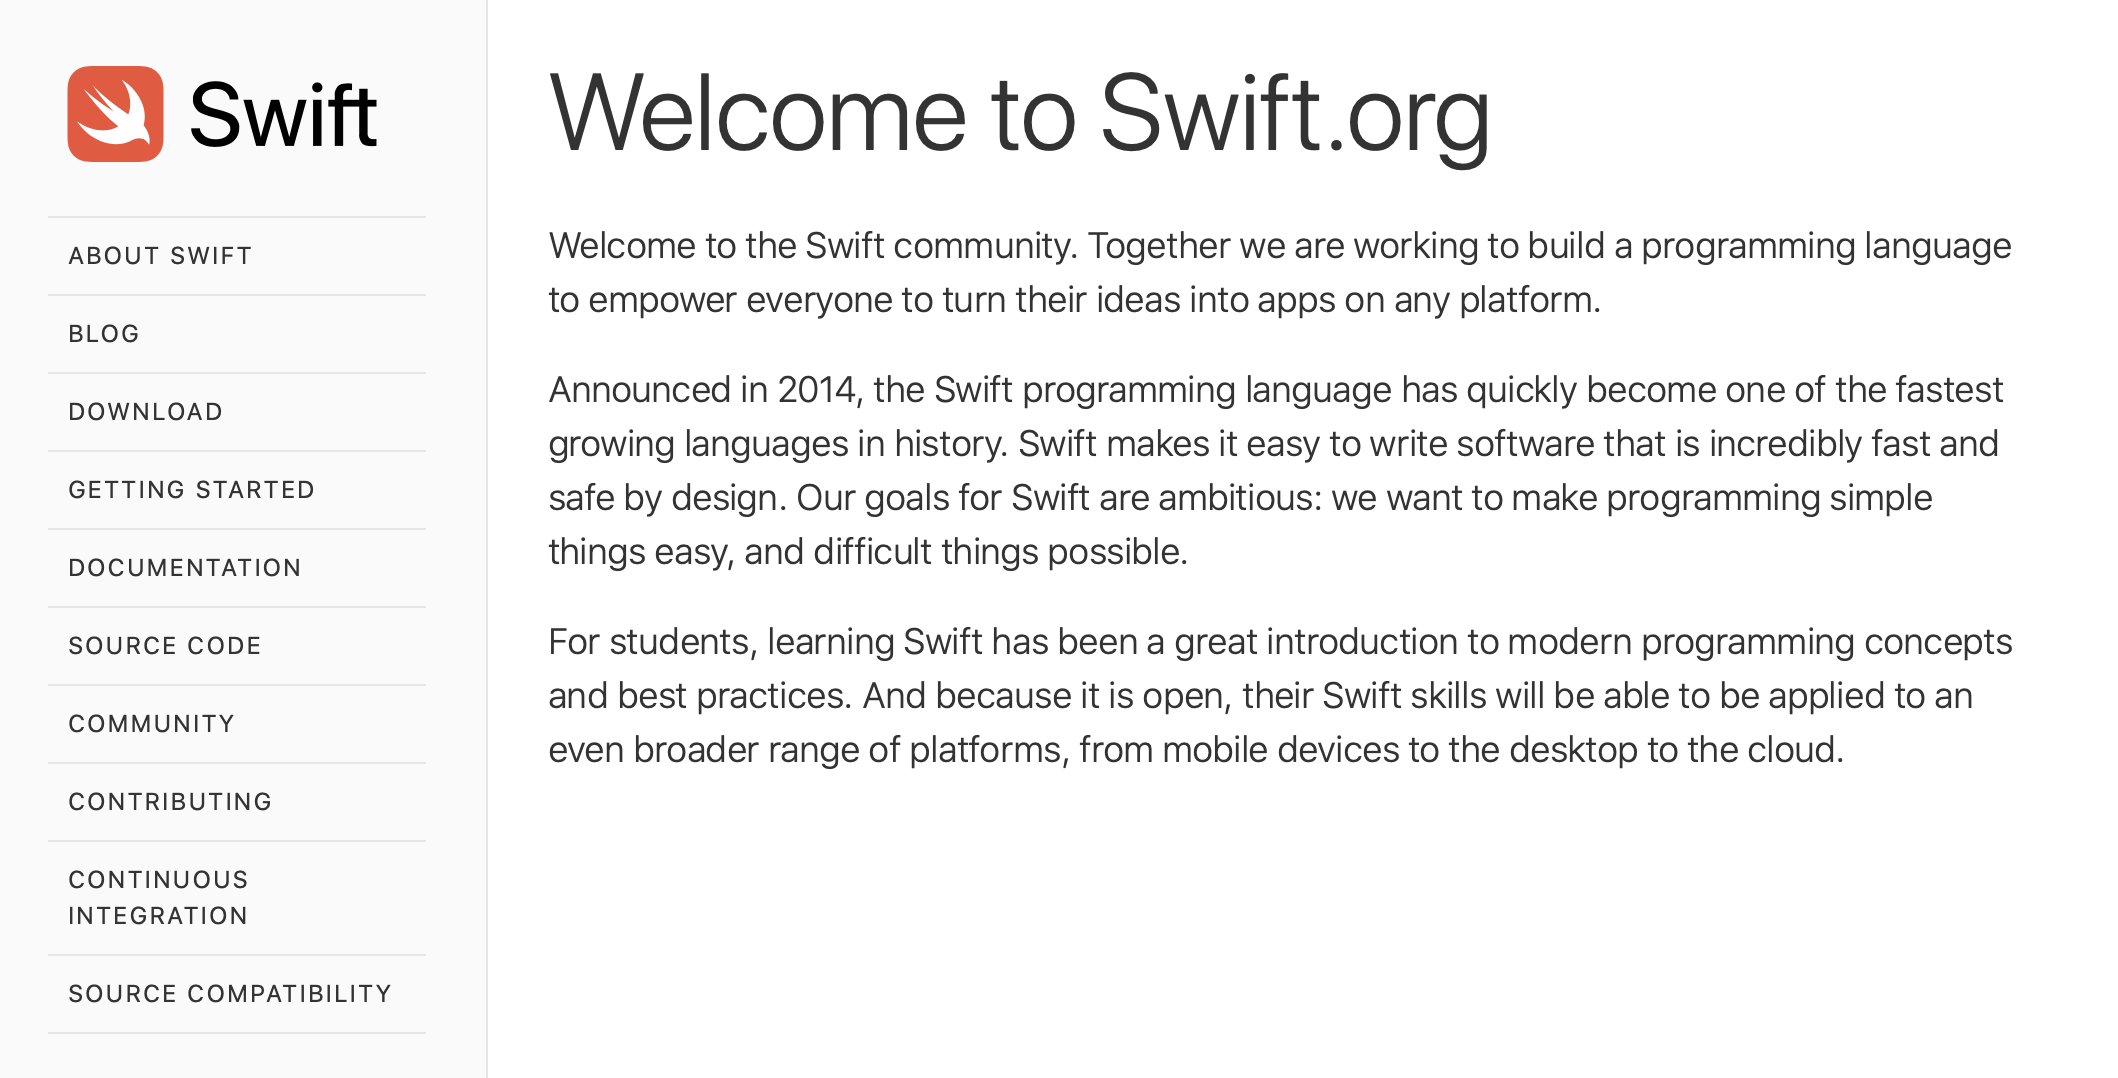 Swift
ABOUT SWIFT
BLOG
DOWNLOAD
GETTING STARTED
DOCUMENTATION
SOURCE CODE
COMMUNITY
CONTRIBUTING
CONTINUOUS
INTEGRATION
SOURCE COMPATIBILITY
Welcome to Swift.org
Welcome to the Swift community. Together we are working to build a programming language
to empower everyone to turn their ideas into apps on any platform.
Announced in 2014, the Swift programming language has quickly become one of the fastest
growing languages in history. Swift makes it easy to write software that is incredibly fast and
safe by design. Our goals for Swift are ambitious: we want to make programming simple
things easy, and difficult things possible.
For students, learning Swift has been a great introduction to modern programming concepts
and best practices. And because it is open, their Swift skills will be able to be applied to an
even broader range of platforms, from mobile devices to the desktop to the cloud.